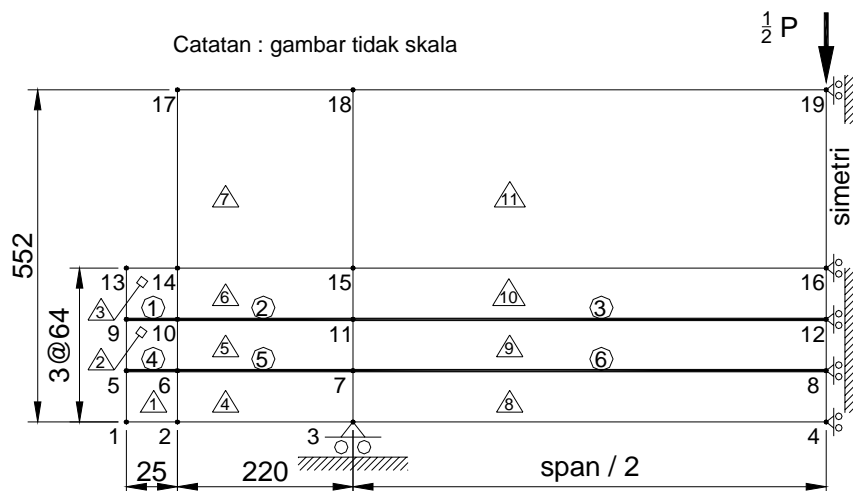 ½ P
Catatan : gambar tidak skala
17 18 19
7 11
simetri
552
13 14 15 16
3 6 10
1 2 3
3@64
9 10 11 12
2 5 9
4 5 6
5 6 7 8
1 4 8
1 2 3 4
25 220 span / 2